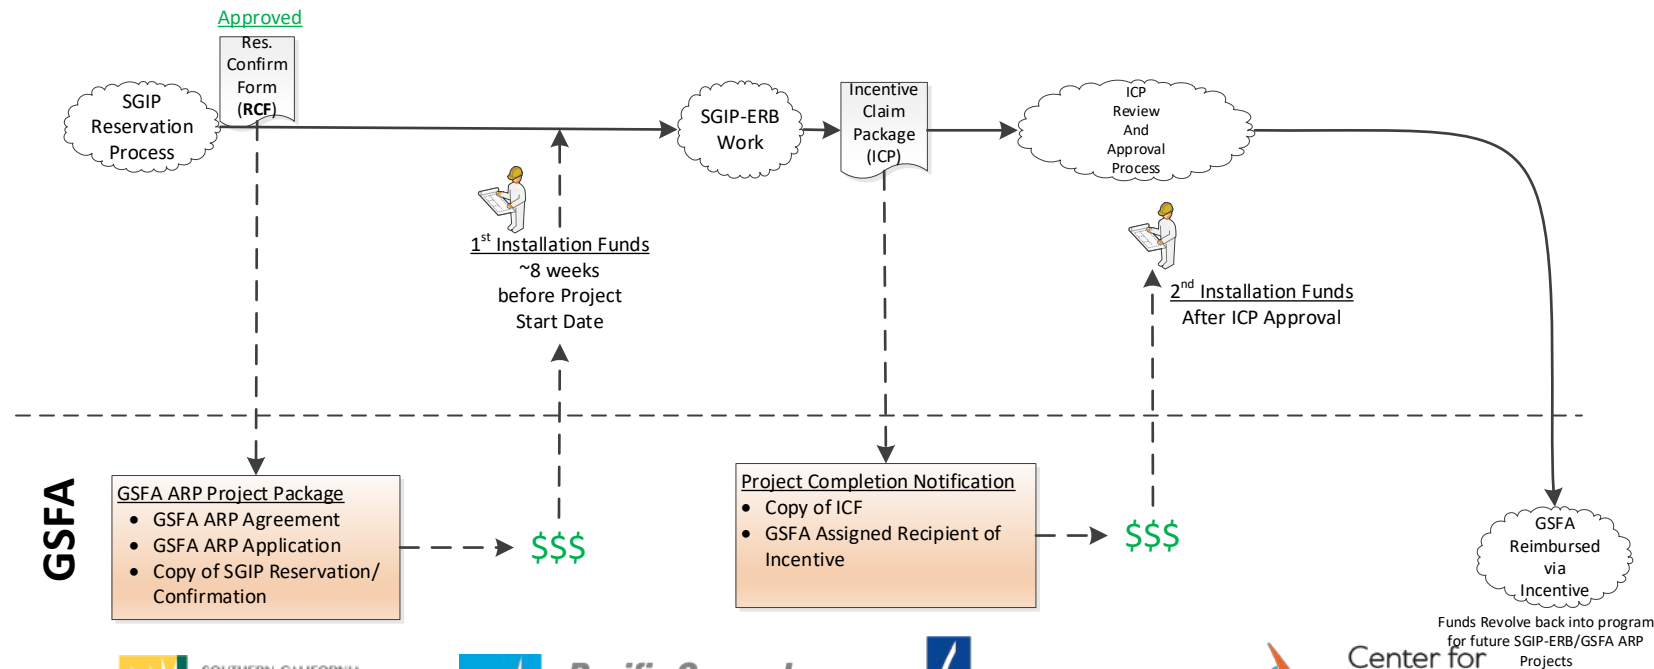 Approved
Res.
Confirm
Form
(RCF)
SGIP
Reservation
Process
SGIP-ERB
Work
Incentive
Claim
Package
(ICP)
ICP
Review
And
Approval
Process
1st Installation Funds
~8 weeks
before Project
Start Date
2nd Installation Funds
After ICP Approval
GSFA
GSFA ARP Project Package
• GSFA ARP Agreement
• GSFA ARP Application
• Copy of SGIP Reservation/
Confirmation
$$$
Project Completion Notification
• Copy of ICF
• GSFA Assigned Recipient of
Incentive
$$$
GSFA
Reimbursed
via
Incentive
Funds Revolve back into program
for future SGIP-ERB/GSFA ARP
Projects
SOUTHERN CALIFORNIA
Center for